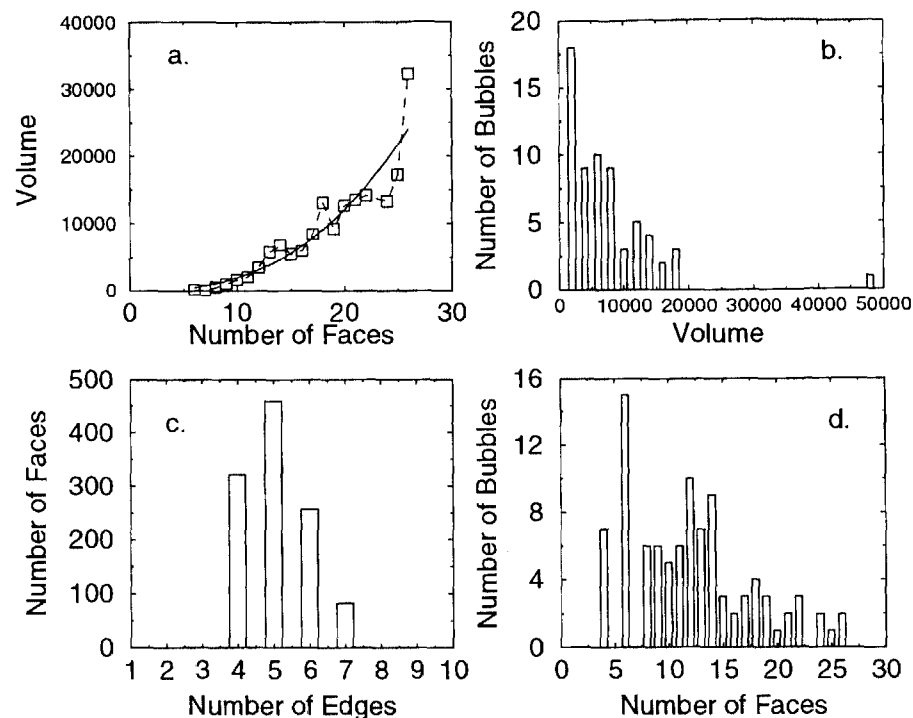 40000
30000
20000
10000
0
0 10 20 30
Volume
Number of Faces
a.
20
15
10
5
0
0 10000 20000 30000 40000 50000
Number of Bubbles
Volume
b.
500
400
300
200
100
0
1 2 3 4 5 6 7 8 9 10
Number of Faces
Number of Edges
c.
16
12
8
4
0
0 5 10 15 20 25 30
Number of Bubbles
Number of Faces
d.